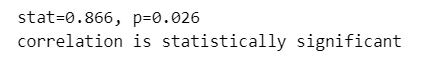 stat=0.866, p=0.026
correlation is statistically significant